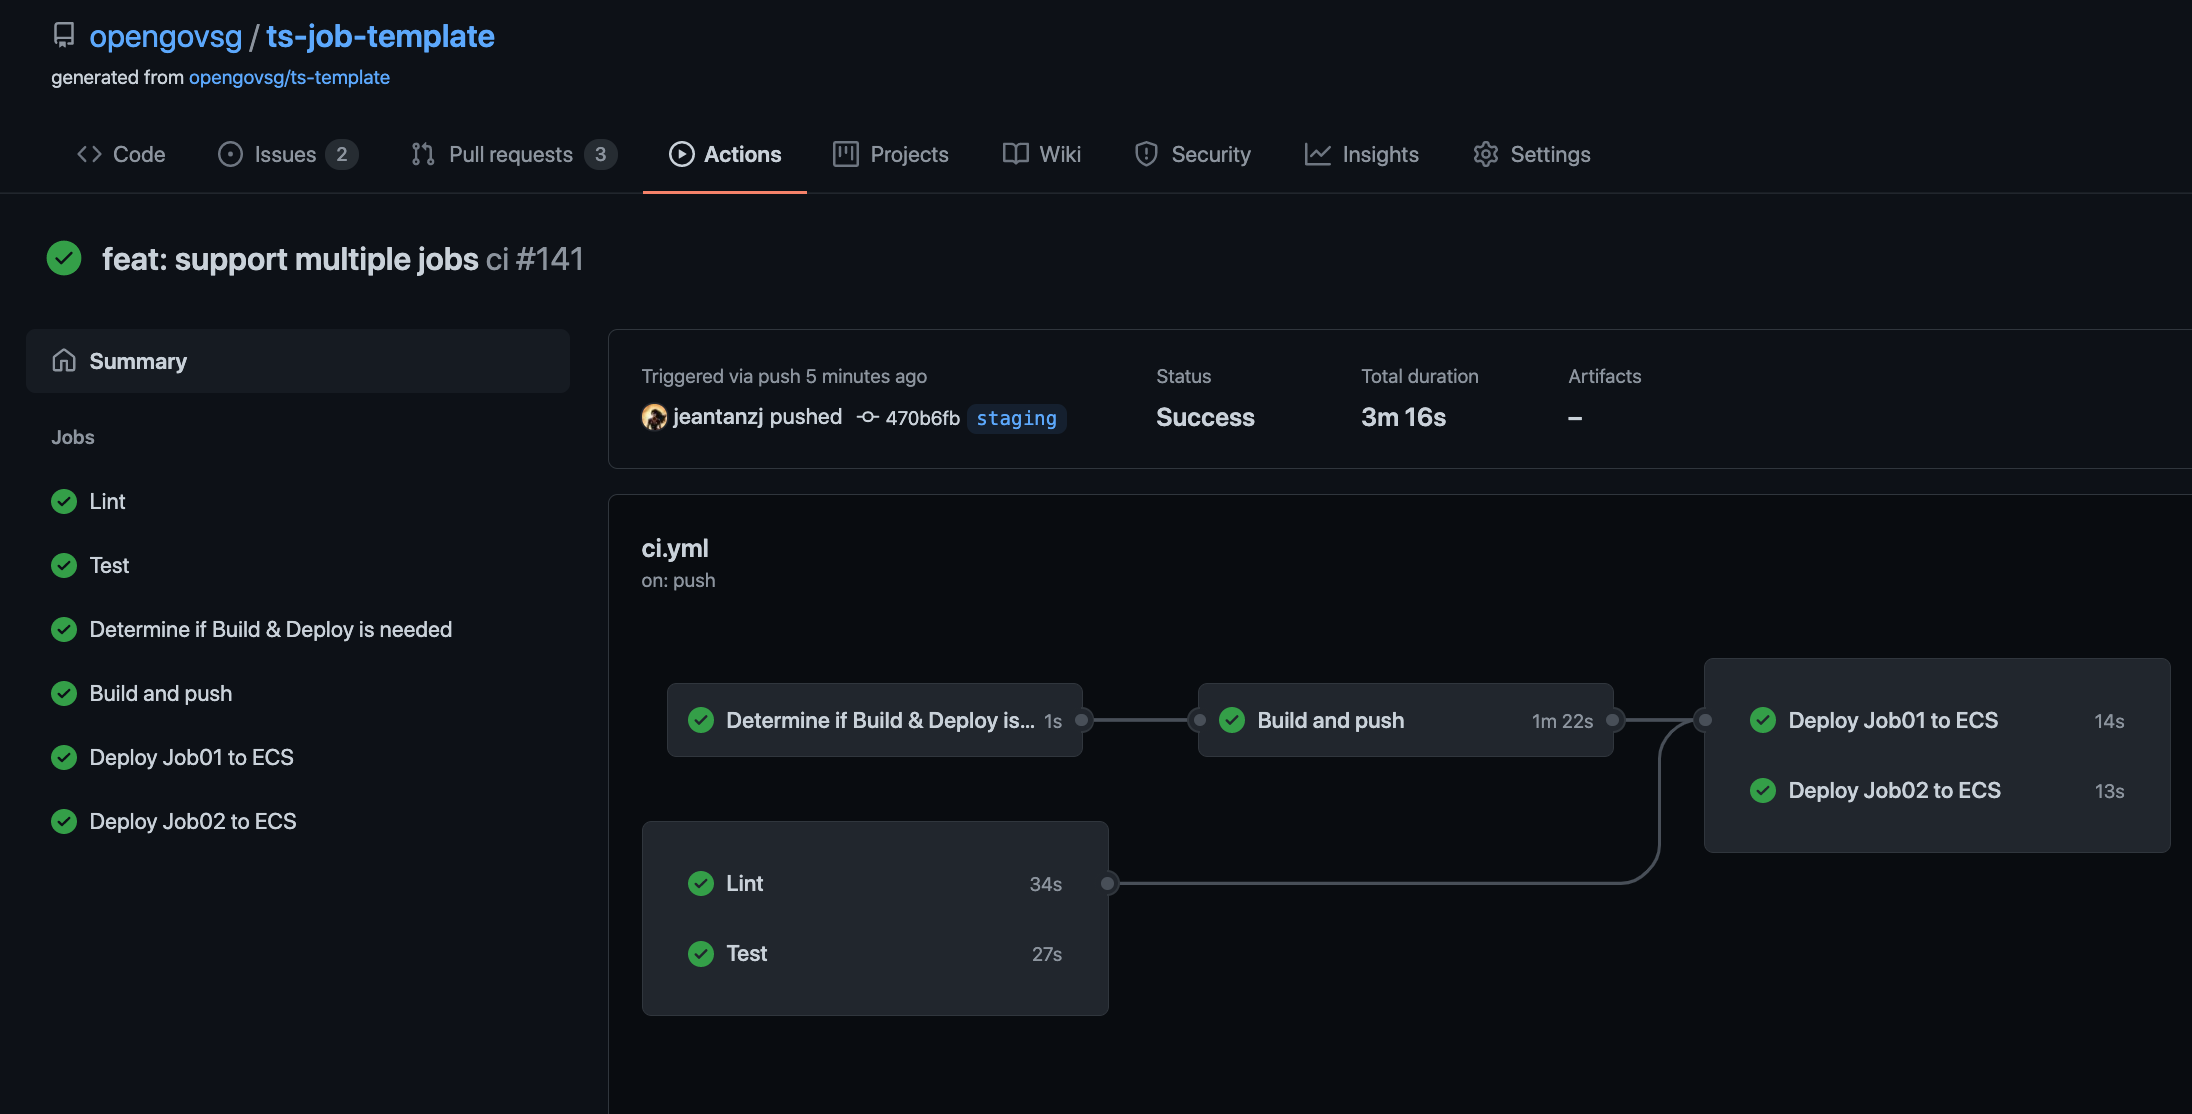 opengovsg / ts-job-template
generated from opengovsg/ts-template
Code Issues 2 Pull requests 3 Actions Projects Wiki Security Insights Settings
feat: support multiple jobs ci #141
Summary
Jobs
Lint
Test
Determine if Build & Deploy is needed
Build and push
Deploy Job01 to ECS
Deploy Job02 to ECS
Triggered via push 5 minutes ago
jeantanzj pushed 470b6fb staging
Status
Success
Total duration
3m 16s
Artifacts
–
ci.yml
on: push
Determine if Build & Deploy is... 1s
Build and push 1m 22s
Deploy Job01 to ECS 14s
Deploy Job02 to ECS 13s
Lint 34s
Test 27s